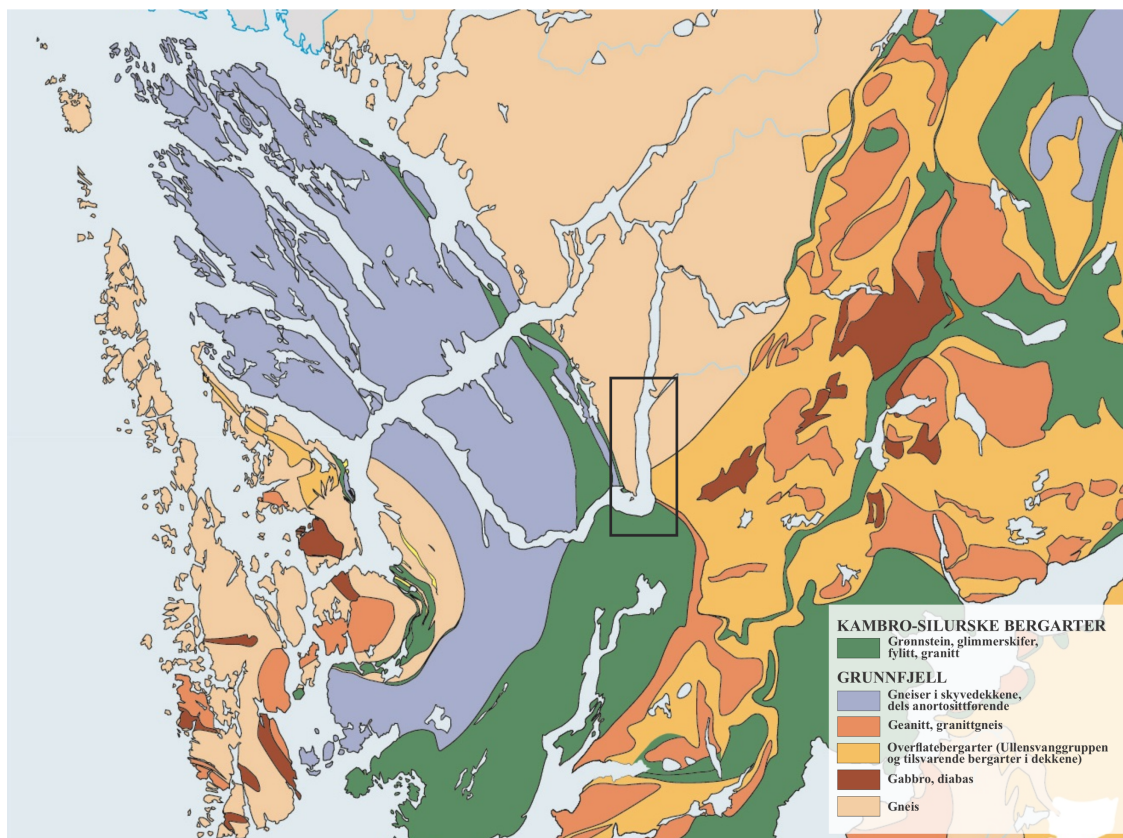 KAMBRO-SILURSKE BERGARTER
Grønnstein, glimmerskifer,
fylitt, granitt
GRUNNFJELL
Gneiser i skyvedekkene,
dels anortosittførende
Geanitt, granittgneis
Overflatebergarter (Ullensvanggruppen
og tilsvarende bergarter i dekkene)
Gabbro, diabas
Gneis